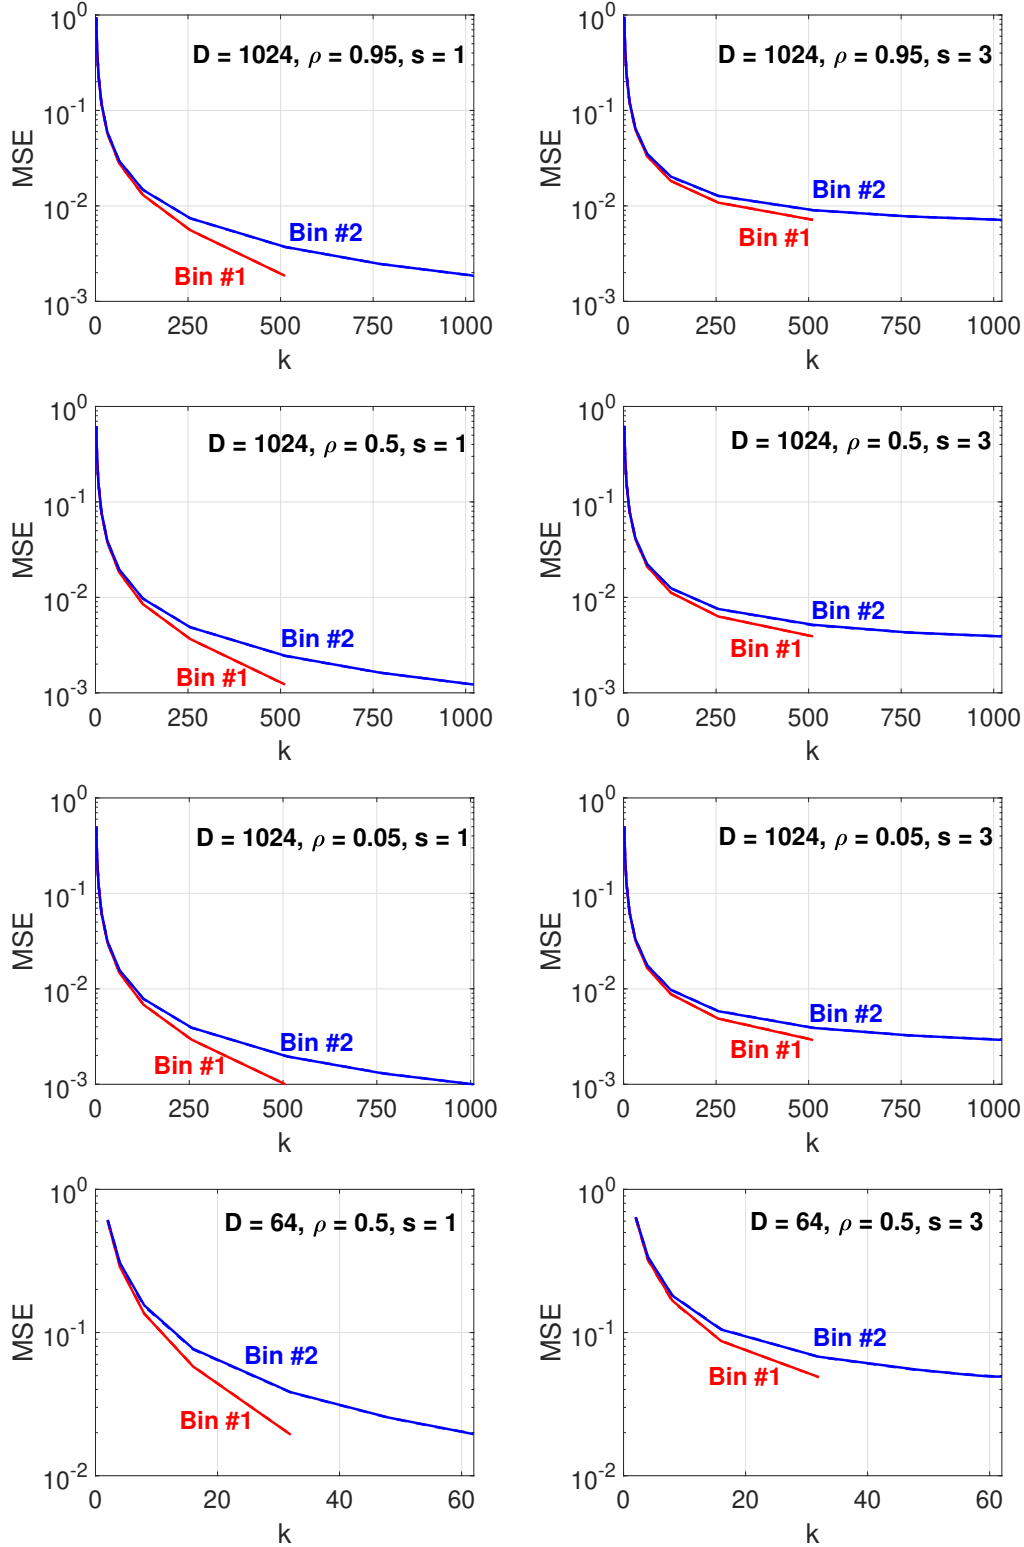 D = 1024, ρ = 0.95, s = 1
MSE
10^0
10^-1
10^-2
10^-3
Bin #2
Bin #1
0 250 500 750 1000
k
D = 1024, ρ = 0.95, s = 3
MSE
10^0
10^-1
10^-2
10^-3
Bin #2
Bin #1
0 250 500 750 1000
k
D = 1024, ρ = 0.5, s = 1
MSE
10^0
10^-1
10^-2
10^-3
Bin #2
Bin #1
0 250 500 750 1000
k
D = 1024, ρ = 0.5, s = 3
MSE
10^0
10^-1
10^-2
10^-3
Bin #2
Bin #1
0 250 500 750 1000
k
D = 1024, ρ = 0.05, s = 1
MSE
10^0
10^-1
10^-2
10^-3
Bin #2
Bin #1
0 250 500 750 1000
k
D = 1024, ρ = 0.05, s = 3
MSE
10^0
10^-1
10^-2
10^-3
Bin #2
Bin #1
0 250 500 750 1000
k
D = 64, ρ = 0.5, s = 1
MSE
10^0
10^-1
10^-2
Bin #2
Bin #1
0 20 40 60
k
D = 64, ρ = 0.5, s = 3
MSE
10^0
10^-1
10^-2
Bin #2
Bin #1
0 20 40 60
k